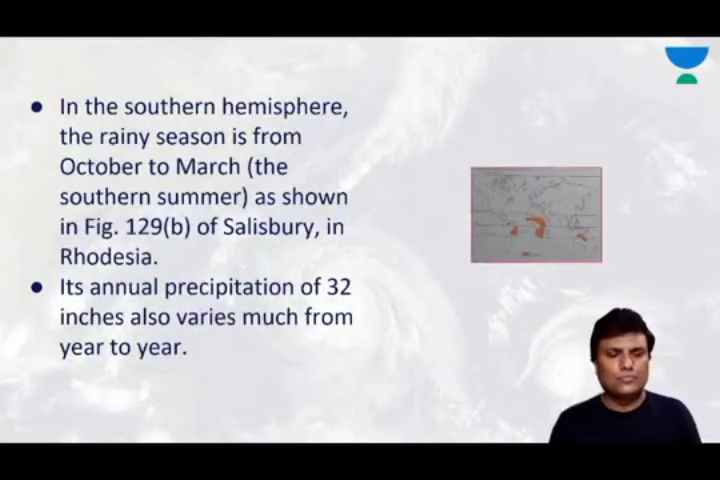 ● In the southern hemisphere,
the rainy season is from
October to March (the
southern summer) as shown
in Fig. 129(b) of Salisbury, in
Rhodesia.
● Its annual precipitation of 32
inches also varies much from
year to year.